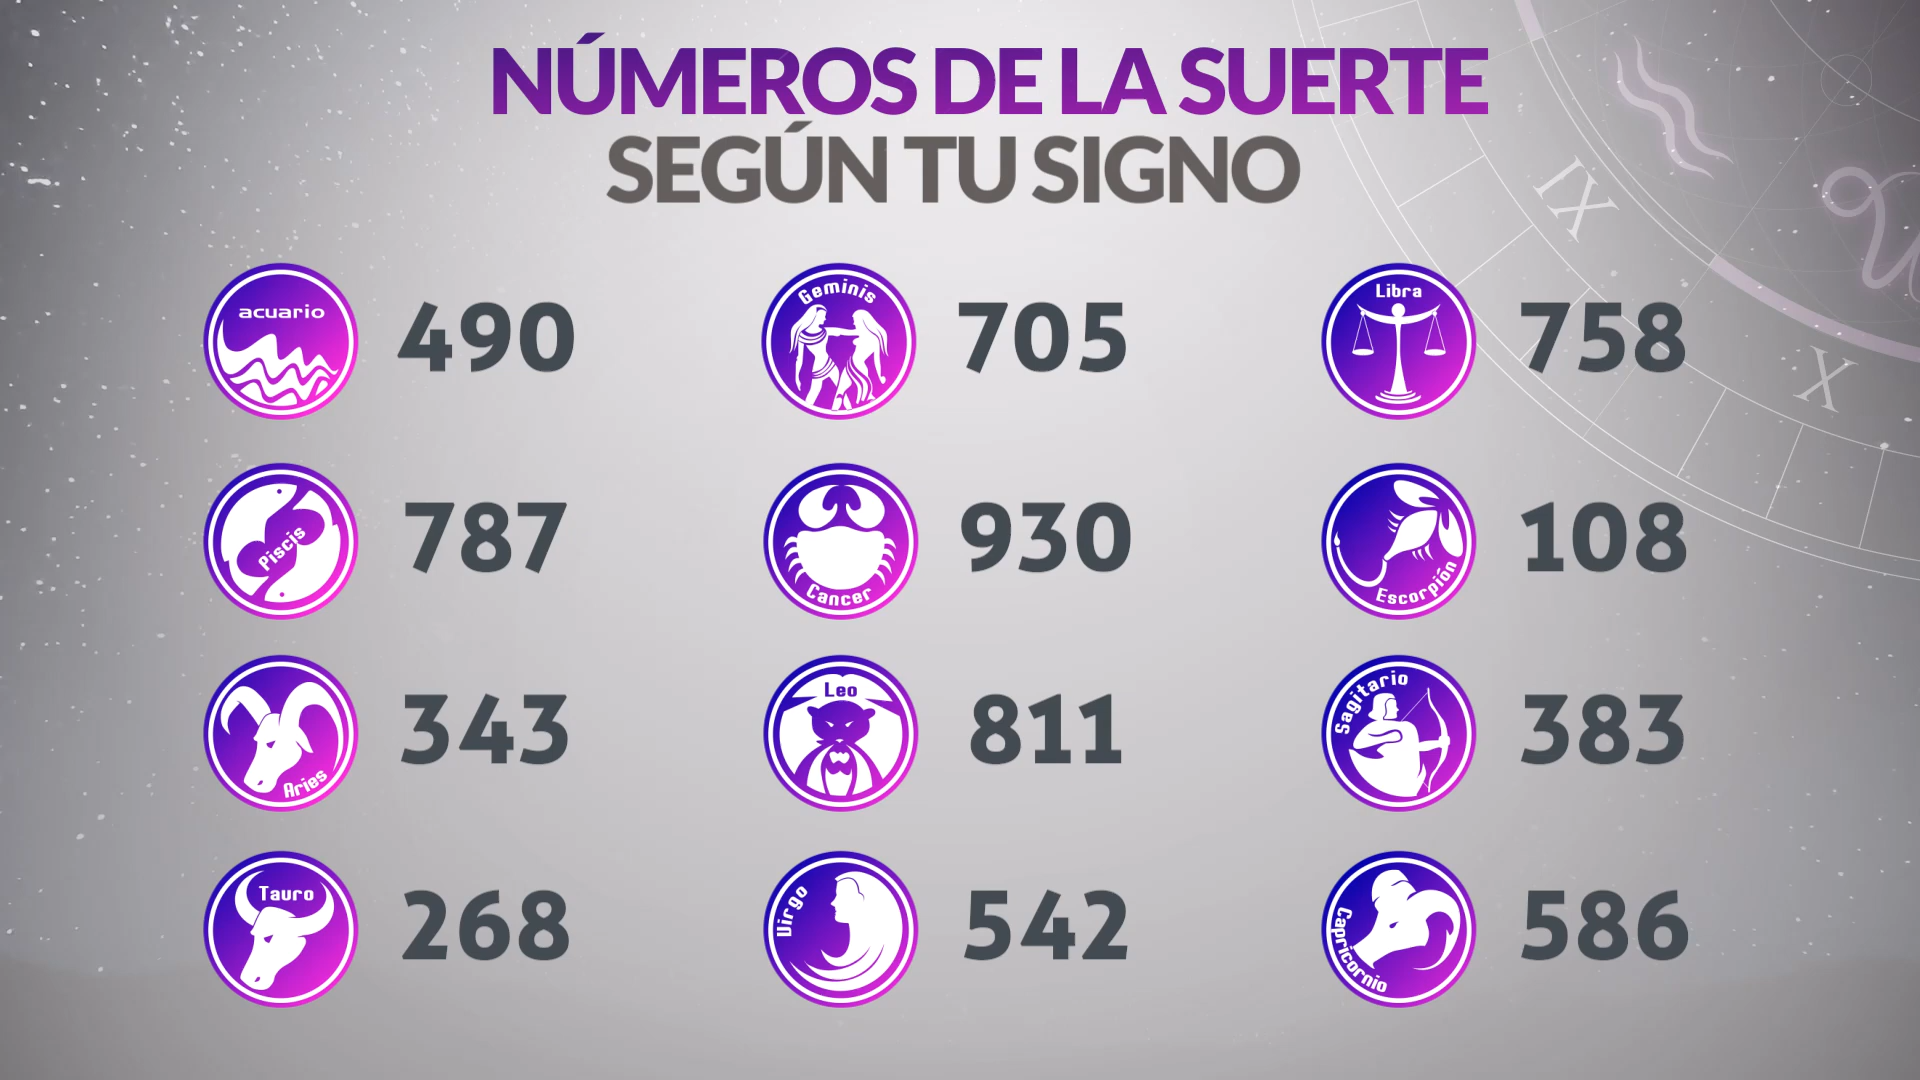 NÚMEROS DE LA SUERTE
SEGÚN TU SIGNO
IX
X
acuario 490
Geminis 705
Libra 758
Piscis 787
Cancer 930
Escorpión 108
Aries 343
Leo 811
Sagitario 383
Tauro 268
Virgo 542
Capricornio 586